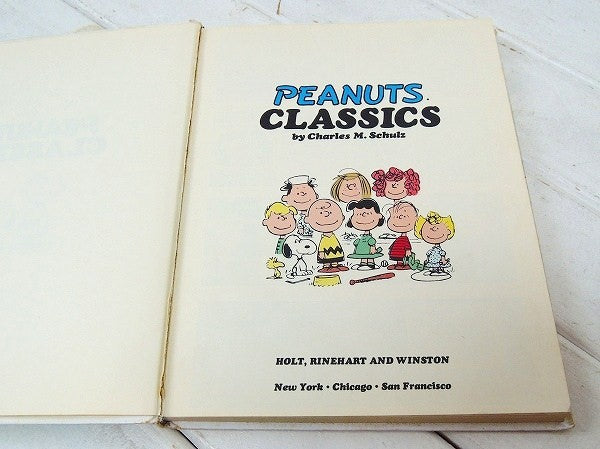 PEANUTS.
CLASSICS
by Charles M. Schulz
HOLT, RINEHART AND WINSTON
New York • Chicago • San Francisco